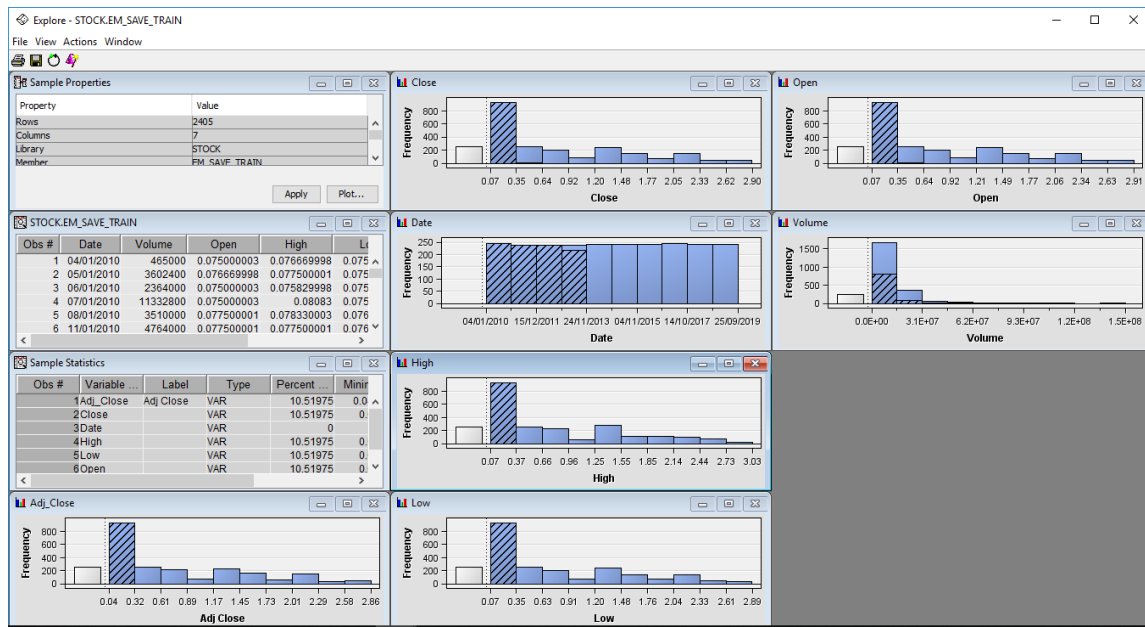 Explore - STOCK.EM_SAVE_TRAIN
File View Actions Window
Sample Properties
Property Value
Rows 2405
Columns 7
Library STOCK
Member EM_SAVE_TRAIN
Apply Plot...
STOCK.EM_SAVE_TRAIN
Obs # Date Volume Open High Lo
1 04/01/2010 465000 0.075000003 0.076669998 0.075
2 05/01/2010 3602400 0.076669998 0.077500001 0.075
3 06/01/2010 2364000 0.075000003 0.075829998 0.075
4 07/01/2010 11332800 0.075000003 0.08083 0.075
5 08/01/2010 3510000 0.077500001 0.078330003 0.076
6 11/01/2010 4764000 0.077500001 0.077500001 0.076
Sample Statistics
Obs # Variable ... Label Type Percent ... Minir
1 Adj_Close Adj Close VAR 10.51975 0.0
2 Close VAR 10.51975 0.
3 Date VAR 0
4 High VAR 10.51975 0.
5 Low VAR 10.51975 0.
6 Open VAR 10.51975 0.
Adj_Close
Frequency
800
600
400
200
0
0.04 0.32 0.61 0.89 1.17 1.45 1.73 2.01 2.29 2.58 2.86
Adj Close
Close
Frequency
800
600
400
200
0
0.07 0.35 0.64 0.92 1.20 1.48 1.77 2.05 2.33 2.62 2.90
Close
Date
Frequency
250
200
150
100
50
0
04/01/2010 15/12/2011 24/11/2013 04/11/2015 14/10/2017 25/09/2019
Date
High
Frequency
800
600
400
200
0
0.07 0.37 0.66 0.96 1.25 1.55 1.85 2.14 2.44 2.73 3.03
High
Low
Frequency
800
600
400
200
0
0.07 0.35 0.63 0.91 1.20 1.48 1.76 2.04 2.33 2.61 2.89
Low
Open
Frequency
800
600
400
200
0
0.07 0.35 0.64 0.92 1.21 1.49 1.77 2.06 2.34 2.63 2.91
Open
Volume
Frequency
1500
1000
500
0
0.0E+00 3.1E+07 6.2E+07 9.3E+07 1.2E+08 1.5E+08
Volume